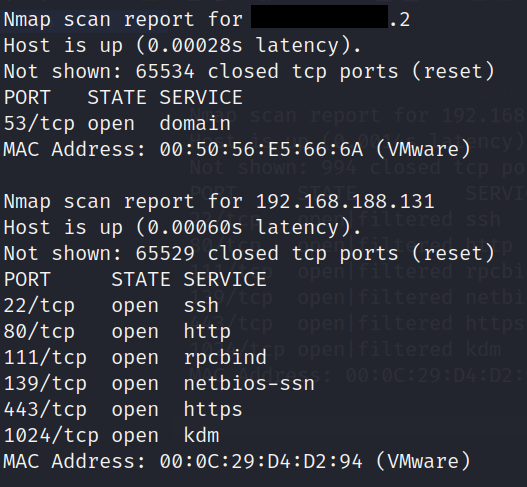 Nmap scan report for .2
Host is up (0.00028s latency).
Not shown: 65534 closed tcp ports (reset)
PORT   STATE SERVICE
53/tcp open  domain
MAC Address: 00:50:56:E5:66:6A (VMware)
Nmap scan report for 192.168.188.131
Host is up (0.00060s latency).
Not shown: 65529 closed tcp ports (reset)
PORT     STATE SERVICE
22/tcp   open  ssh
80/tcp   open  http
111/tcp  open  rpcbind
139/tcp  open  netbios-ssn
443/tcp  open  https
1024/tcp open  kdm
MAC Address: 00:0C:29:D4:D2:94 (VMware)